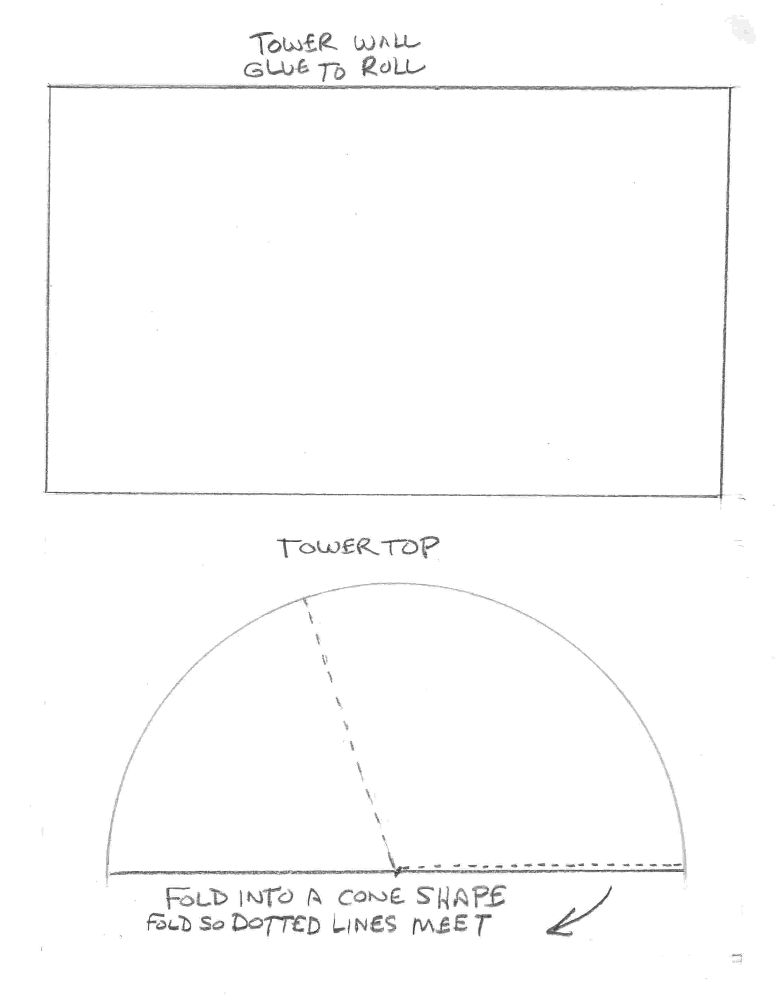 TOWER WALL
GLUE TO ROLL
TOWER TOP
FOLD INTO A CONE SHAPE
FOLD SO DOTTED LINES MEET